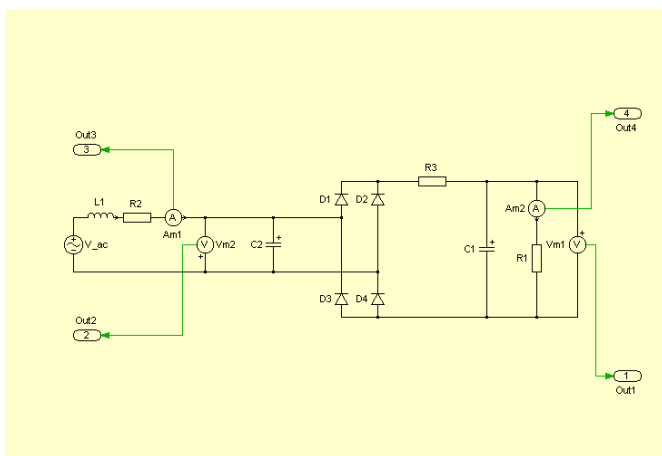 4
Out4
Out3
3
R3
D1
D2
L1
R2
A
Am2
A
Am1
V_ac
V
Vm2
C2
C1
R1
Vm1
V
D3
D4
Out2
2
1
Out1